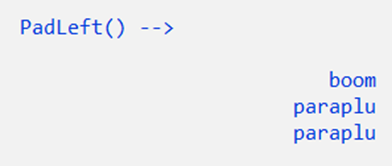 PadLeft() -->
boom
paraplu
paraplu